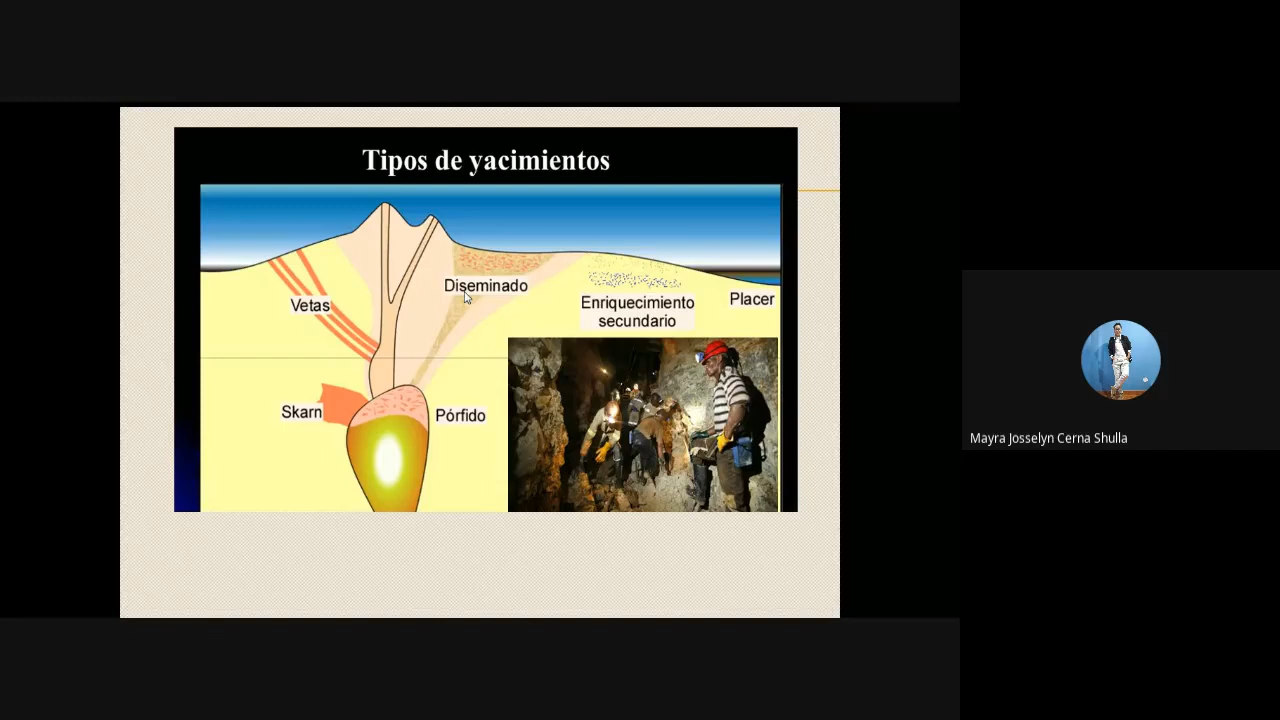 Tipos de yacimientos
Diseminado
Vetas
Enriquecimiento
secundario
Placer
Skarn
Pórfido
Mayra Josselyn Cerna Shulla